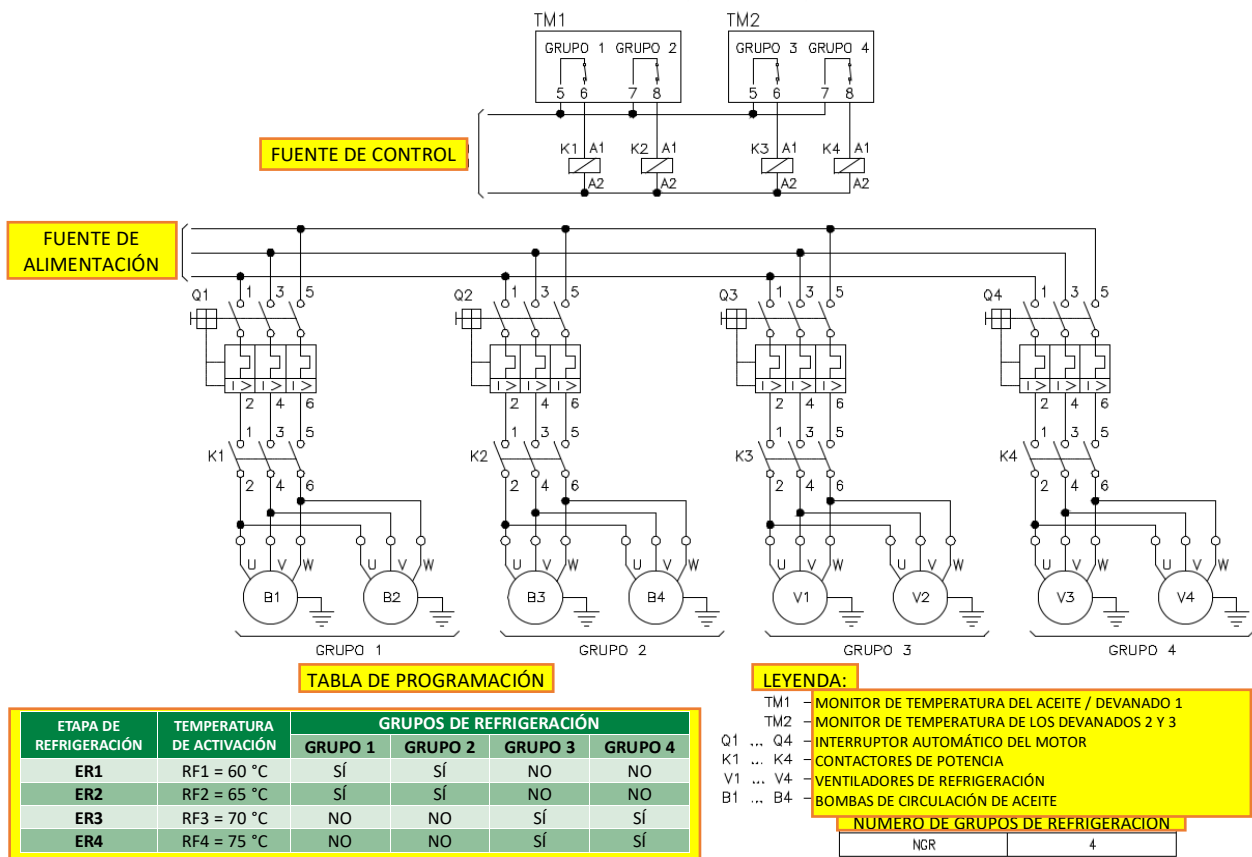 TM1 TM2
GRUPO 1 GRUPO 2 GRUPO 3 GRUPO 4
5 6 7 8 5 6 7 8
FUENTE DE CONTROL
K1 A1 K2 A1 K3 A1 K4 A1
A2 A2 A2 A2
FUENTE DE
ALIMENTACIÓN
Q1 1 3 5 Q2 1 3 5 Q3 1 3 5 Q4 1 3 5
I> I> I> I> I> I> I> I> I> I> I> I>
2 4 6 2 4 6 2 4 6 2 4 6
K1 1 3 5 K2 1 3 5 K3 1 3 5 K4 1 3 5
2 4 6 2 4 6 2 4 6 2 4 6
U V W U V W U V W U V W U V W U V W U V W U V W
B1 B2 B3 B4 V1 V2 V3 V4
GRUPO 1 GRUPO 2 GRUPO 3 GRUPO 4
TABLA DE PROGRAMACIÓN
ETAPA DE REFRIGERACIÓN TEMPERATURA DE ACTIVACIÓN GRUPOS DE REFRIGERACIÓN
GRUPO 1 GRUPO 2 GRUPO 3 GRUPO 4
ER1 RF1 = 60 °C SÍ SÍ NO NO
ER2 RF2 = 65 °C SÍ SÍ NO NO
ER3 RF3 = 70 °C NO NO SÍ SÍ
ER4 RF4 = 75 °C NO NO SÍ SÍ
LEYENDA:
TM1 - MONITOR DE TEMPERATURA DEL ACEITE / DEVANADO 1
TM2 - MONITOR DE TEMPERATURA DE LOS DEVANADOS 2 Y 3
Q1 ... Q4 - INTERRUPTOR AUTOMÁTICO DEL MOTOR
K1 ... K4 - CONTACTORES DE POTENCIA
V1 ... V4 - VENTILADORES DE REFRIGERACIÓN
B1 ... B4 - BOMBAS DE CIRCULACIÓN DE ACEITE
NÚMERO DE GRUPOS DE REFRIGERACIÓN
NGR 4